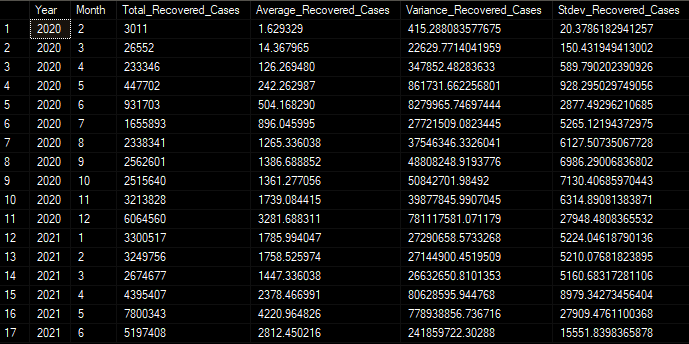 Year Month Total_Recovered_Cases Average_Recovered_Cases Variance_Recovered_Cases Stdev_Recovered_Cases
1 2020 2 3011 1.629329 415.288083577675 20.3786182941257
2 2020 3 26552 14.367965 22629.7714041959 150.431949413002
3 2020 4 233346 126.269480 347852.48283633 589.790202390926
4 2020 5 447702 242.262987 861731.662256801 928.295029749056
5 2020 6 931703 504.168290 8279965.74697444 2877.49296210685
6 2020 7 1655893 896.045995 27721509.0823445 5265.12194372975
7 2020 8 2338341 1265.336038 37546346.3326041 6127.50735067728
8 2020 9 2562601 1386.688852 48808248.9193776 6986.29006836802
9 2020 10 2515640 1361.277056 50842701.98492 7130.40685970443
10 2020 11 3213828 1739.084415 39877845.9907045 6314.89081383871
11 2020 12 6064560 3281.688311 781117581.071179 27948.4808365532
12 2021 1 3300517 1785.994047 27290658.5733268 5224.04618790136
13 2021 2 3249756 1758.525974 27144900.4519509 5210.07681823895
14 2021 3 2674677 1447.336038 26632650.8101353 5160.68317281106
15 2021 4 4395407 2378.466991 80628595.944768 8979.34273456404
16 2021 5 7800343 4220.964826 778938856.736716 27909.4761100368
17 2021 6 5197408 2812.450216 241859722.30288 15551.8398365878